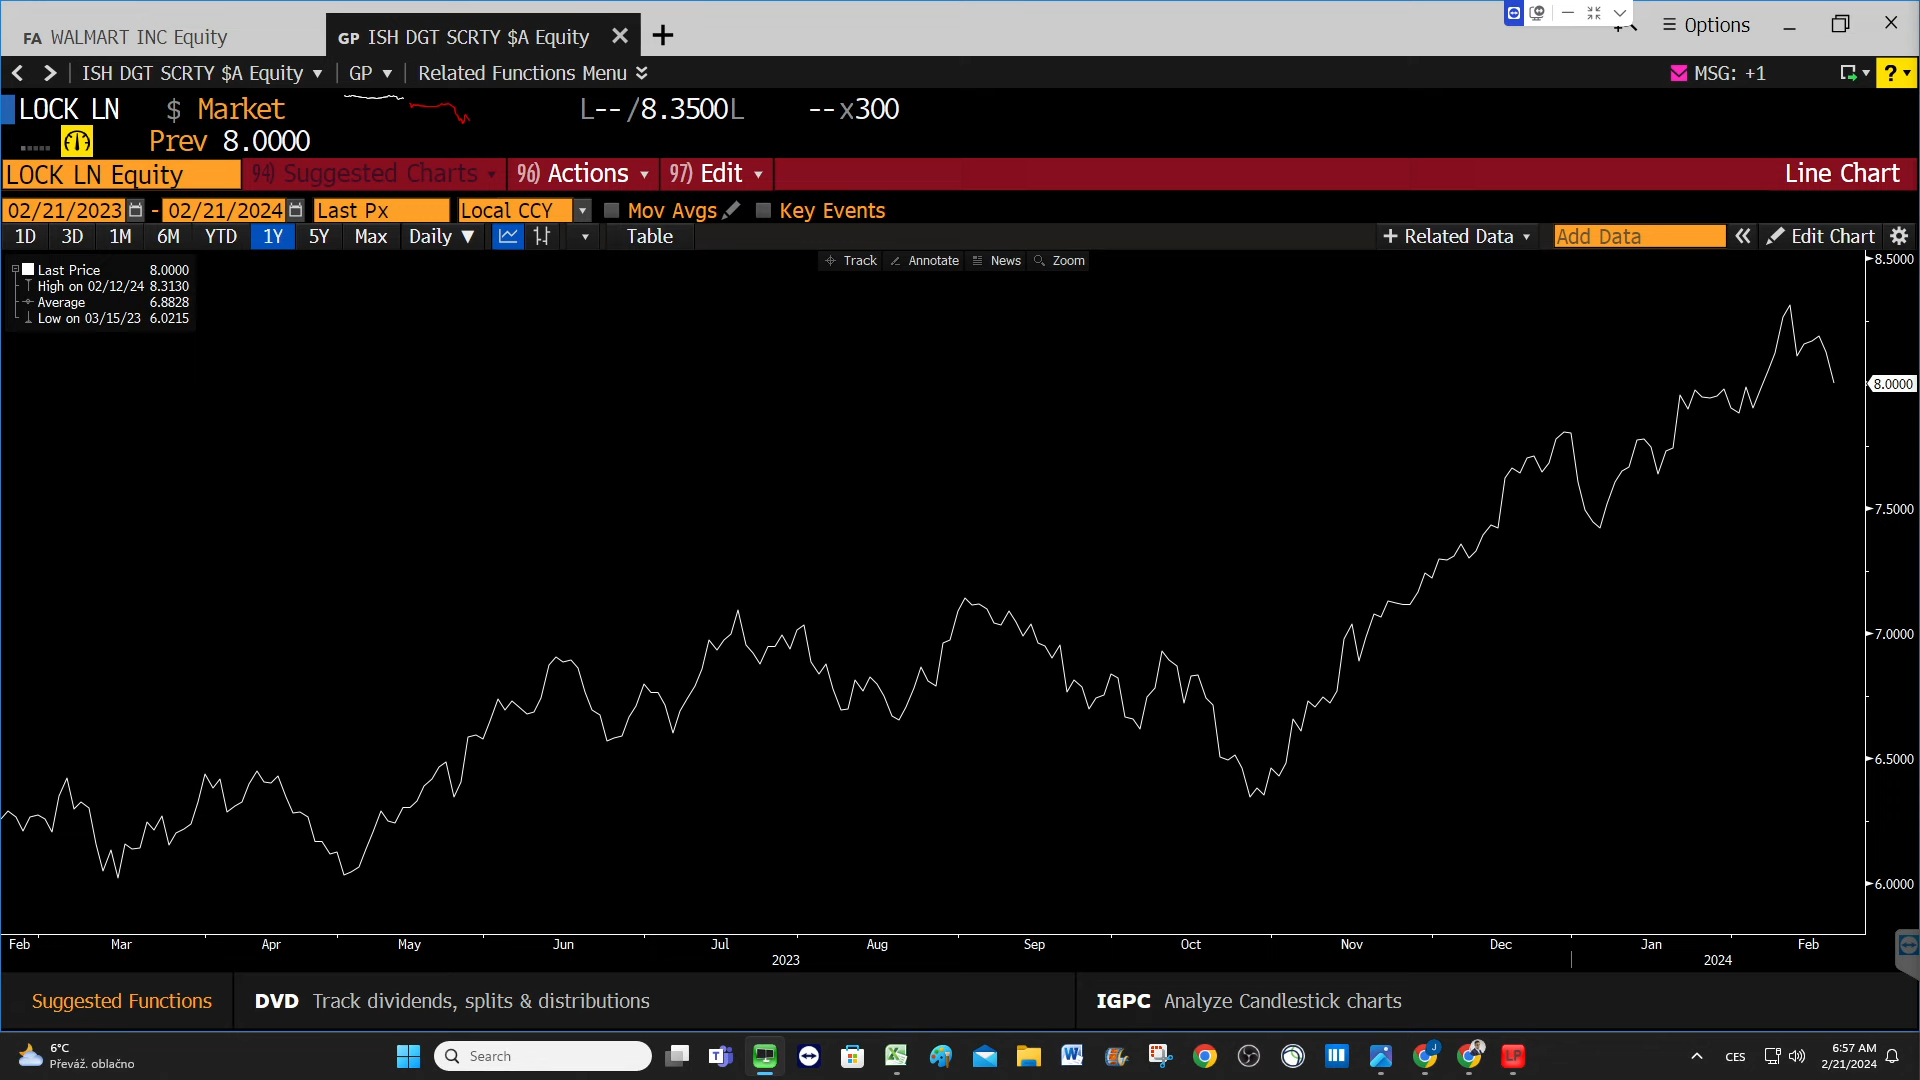 FA WALMART INC Equity
GP ISH DGT SCRTY $A Equity
Options
ISH DGT SCRTY $A Equity
GP
Related Functions Menu
MSG: +1
?
LOCK LN $ Market L--/8.3500L --x300
Prev 8.0000
LOCK LN Equity
94) Suggested Charts
96) Actions
97) Edit
Line Chart
02/21/2023 - 02/21/2024 Last Px Local CCY Mov Avgs Key Events
1D 3D 1M 6M YTD 1Y 5Y Max Daily ▼ Table + Related Data Add Data « Edit Chart
Track Annotate News Zoom
Last Price 8.0000
High on 02/12/24 8.3130
Average 6.8828
Low on 03/15/23 6.0215
8.5000
8.0000
7.5000
7.0000
6.5000
6.0000
Feb Mar Apr May Jun Jul Aug Sep Oct Nov Dec Jan Feb
2023 2024
Suggested Functions DVD Track dividends, splits & distributions IGPC Analyze Candlestick charts
6°C
Převáž. oblačno
Search
CES
6:57 AM
2/21/2024